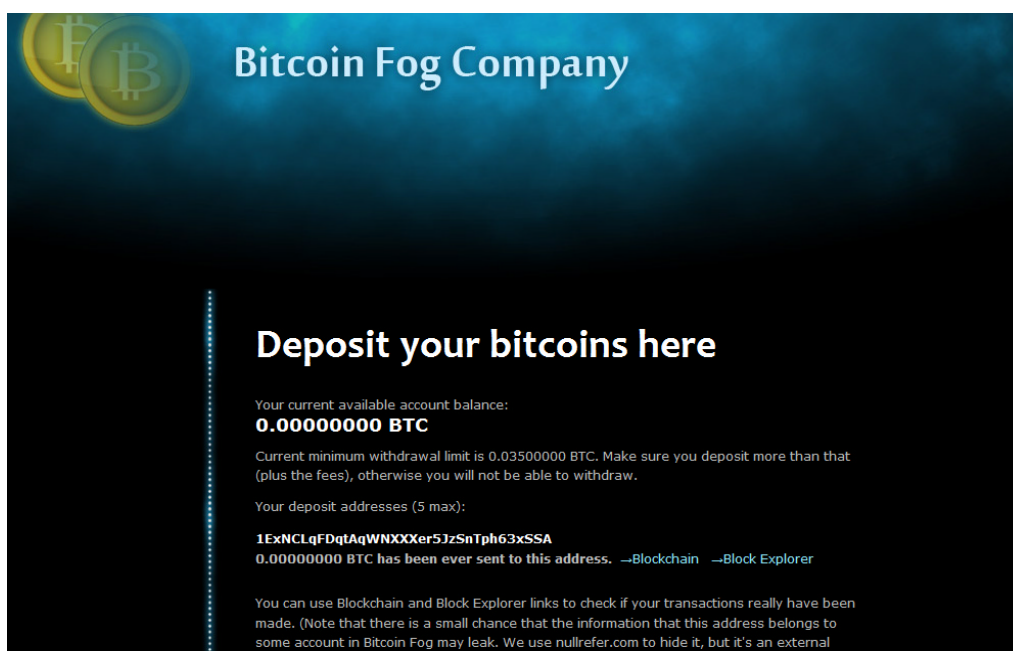 Bitcoin Fog Company
Deposit your bitcoins here
Your current available account balance:
0.00000000 BTC
Current minimum withdrawal limit is 0.03500000 BTC. Make sure you deposit more than that
(plus the fees), otherwise you will not be able to withdraw.
Your deposit addresses (5 max):
1ExNCLqFDqtAqWNXXXer5JzSnTph63xSSA
0.00000000 BTC has been ever sent to this address. →Blockchain →Block Explorer
You can use Blockchain and Block Explorer links to check if your transactions really have been
made. (Note that there is a small chance that the information that this address belongs to
some account in Bitcoin Fog may leak. We use nullrefer.com to hide it, but it's an external